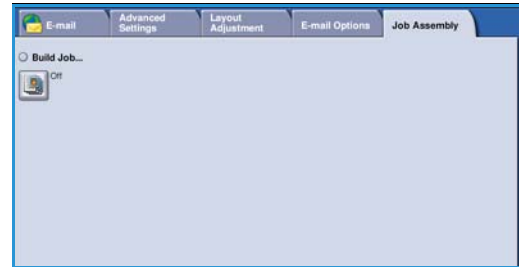 E-mail
Advanced
Settings
Layout
Adjustment
E-mail Options
Job Assembly
Build Job...
Off